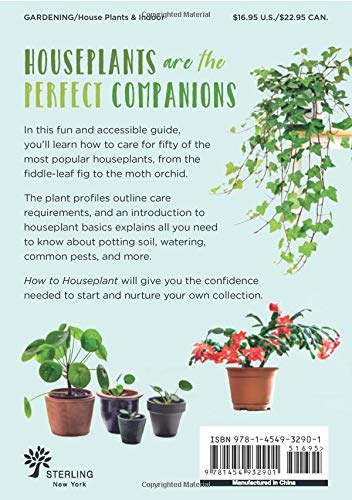 GARDENING/House Plants & Indoor
$16.95 U.S./$22.95 CAN.
HOUSEPLANTS are the
PERFECT COMPANIONS
In this fun and accessible guide,
you'll learn how to care for fifty of the
most popular houseplants, from the
fiddle-leaf fig to the moth orchid.
The plant profiles outline care
requirements, and an introduction to
houseplant basics explains all you need
to know about potting soil, watering,
common pests, and more.
How to Houseplant will give you the confidence
needed to start and nurture your own collection.
STERLING
New York
ISBN 978-1-4549-3290-1
51695>
9 781454 932901
Manufactured in China